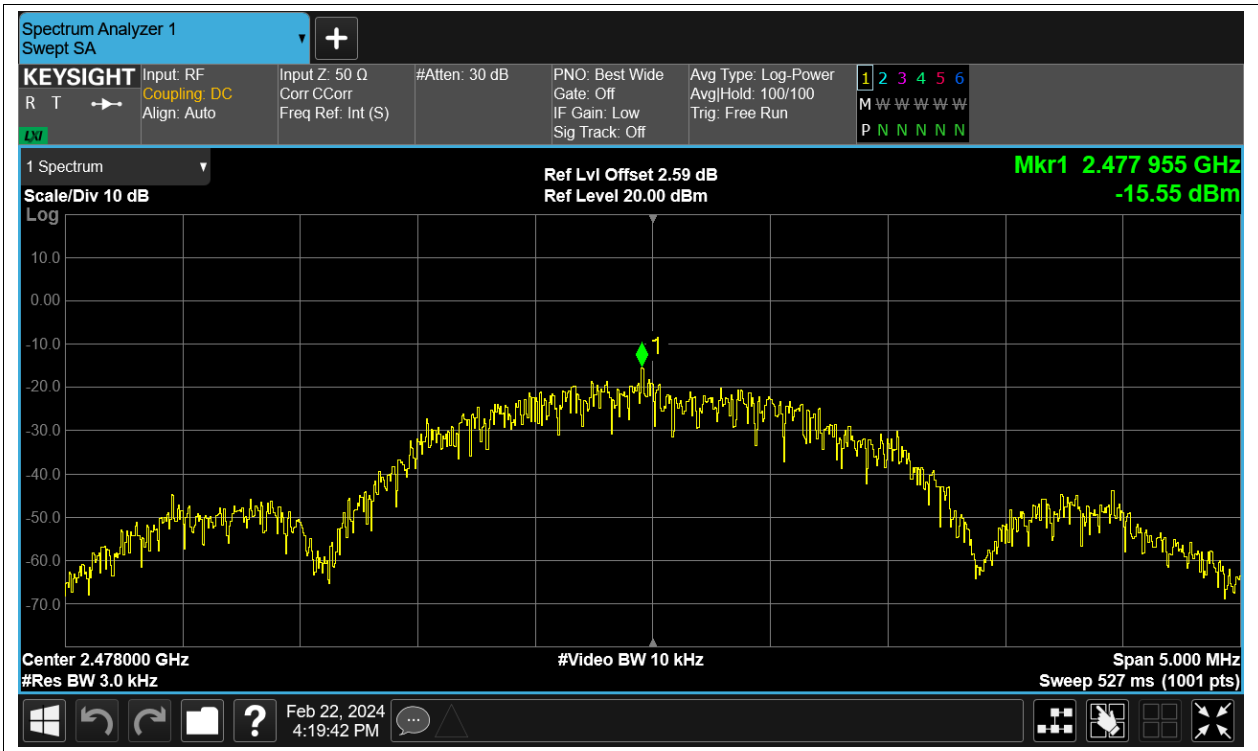 Spectrum Analyzer 1
Swept SA
KEYSIGHT
R T
LXI
Input: RF
Coupling: DC
Align: Auto
Input Z: 50 Ω
Corr CCorr
Freq Ref: Int (S)
#Atten: 30 dB
PNO: Best Wide
Gate: Off
IF Gain: Low
Sig Track: Off
Avg Type: Log-Power
Avg|Hold: 100/100
Trig: Free Run
1 2 3 4 5 6
M W W W W W
P N N N N N
1 Spectrum
Scale/Div 10 dB
Ref Lvl Offset 2.59 dB
Ref Level 20.00 dBm
Mkr1 2.477 955 GHz
-15.55 dBm
Log
10.0
0.00
-10.0
-20.0
-30.0
-40.0
-50.0
-60.0
-70.0
1
Center 2.478000 GHz
#Res BW 3.0 kHz
#Video BW 10 kHz
Span 5.000 MHz
Sweep 527 ms (1001 pts)
?
Feb 22, 2024
4:19:42 PM